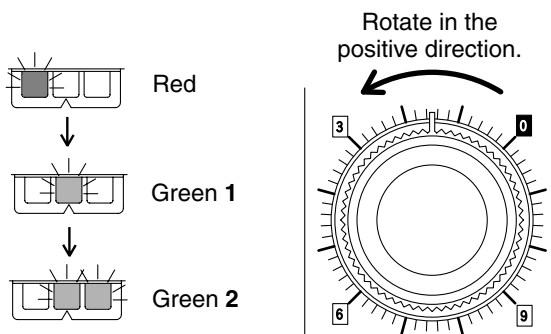 Rotate in the
positive direction.
Red
Green 1
Green 2
3
0
6
9